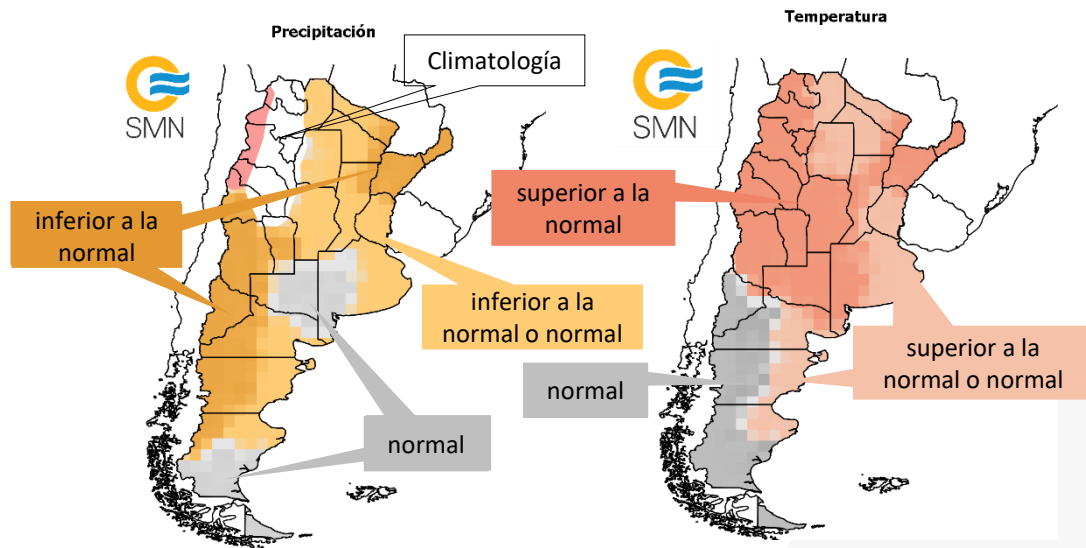 Precipitación
Temperatura
SMN
Climatología
SMN
inferior a la
normal
superior a la
normal
inferior a la
normal o normal
superior a la
normal o normal
normal
normal